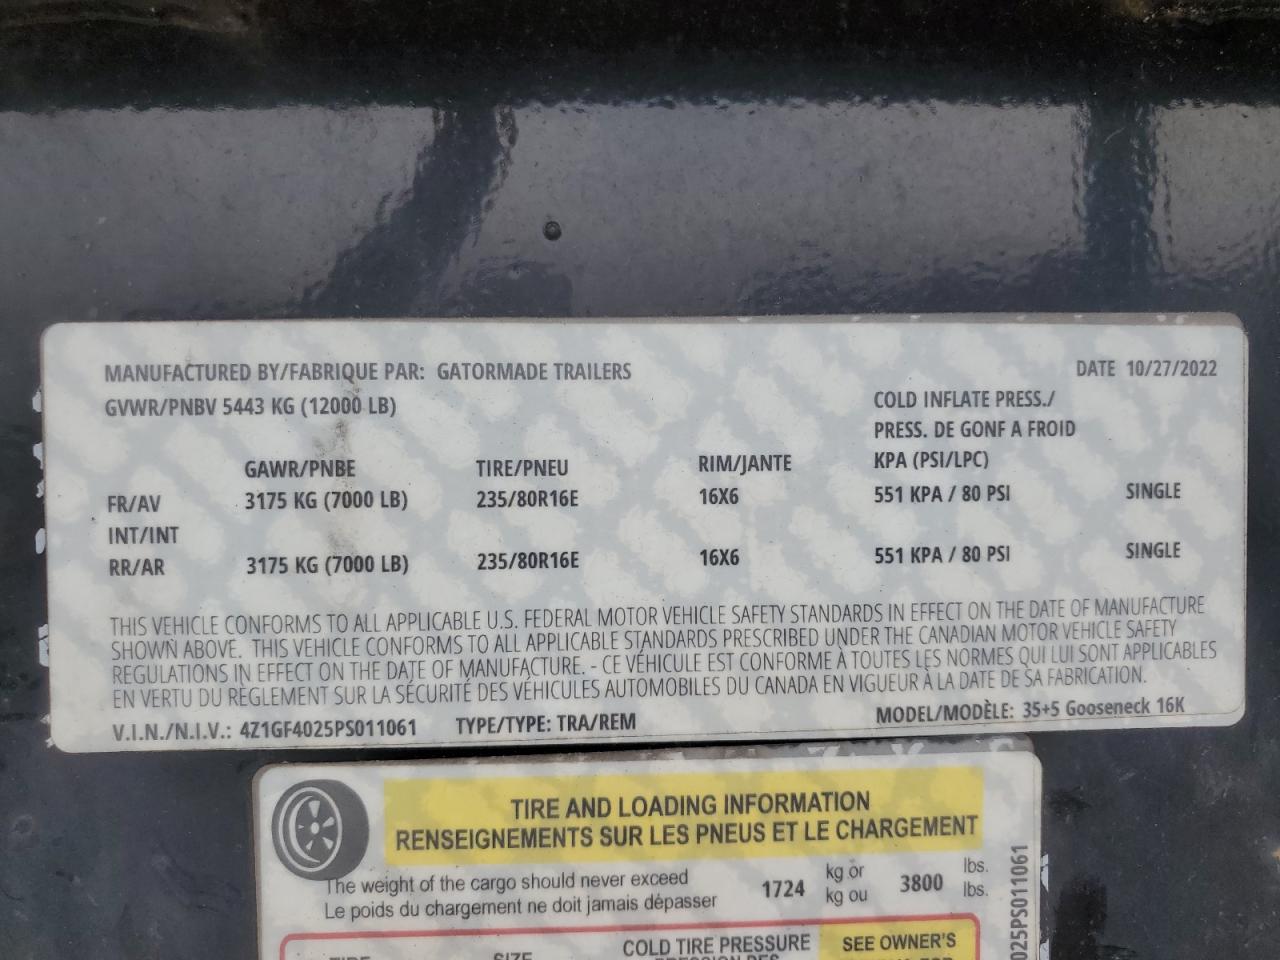 MANUFACTURED BY/FABRIQUE PAR: GATORMADE TRAILERS DATE 10/27/2022
GVWR/PNBV 5443 KG (12000 LB) COLD INFLATE PRESS./
PRESS. DE GONF A FROID
GAWR/PNBE TIRE/PNEU RIM/JANTE KPA (PSI/LPC)
FR/AV 3175 KG (7000 LB) 235/80R16E 16X6 551 KPA / 80 PSI SINGLE
INT/INT
RR/AR 3175 KG (7000 LB) 235/80R16E 16X6 551 KPA / 80 PSI SINGLE
THIS VEHICLE CONFORMS TO ALL APPLICABLE U.S. FEDERAL MOTOR VEHICLE SAFETY STANDARDS IN EFFECT ON THE DATE OF MANUFACTURE
SHOWN ABOVE. THIS VEHICLE CONFORMS TO ALL APPLICABLE STANDARDS PRESCRIBED UNDER THE CANADIAN MOTOR VEHICLE SAFETY
REGULATIONS IN EFFECT ON THE DATE OF MANUFACTURE. - CE VÉHICULE EST CONFORME À TOUTES LES NORMES QUI LUI SONT APPLICABLES
EN VERTU DU RÈGLEMENT SUR LA SÉCURITÉ DES VÉHICULES AUTOMOBILES DU CANADA EN VIGUEUR À LA DATE DE SA FABRICATION.
V.I.N./N.I.V.: 4Z1GF4025PS011061 TYPE/TYPE: TRA/REM MODEL/MODÈLE: 35+5 Gooseneck 16K
TIRE AND LOADING INFORMATION
RENSEIGNEMENTS SUR LES PNEUS ET LE CHARGEMENT
The weight of the cargo should never exceed 1724 kg or 3800 lbs.
Le poids du chargement ne doit jamais dépasser kg ou lbs.
TIRE SIZE COLD TIRE PRESSURE SEE OWNER'S
025PS011061